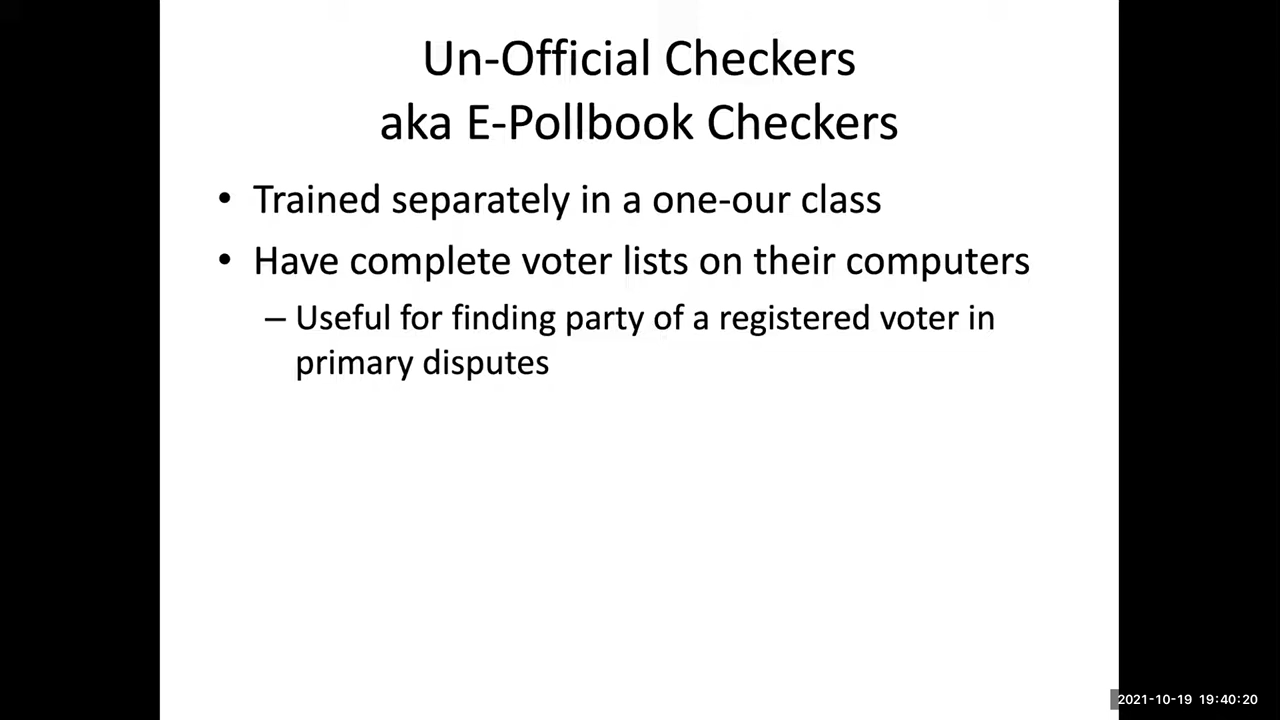 Un-Official Checkers
aka E-Pollbook Checkers
• Trained separately in a one-our class
• Have complete voter lists on their computers
– Useful for finding party of a registered voter in
primary disputes
2021-10-19 19:40:20